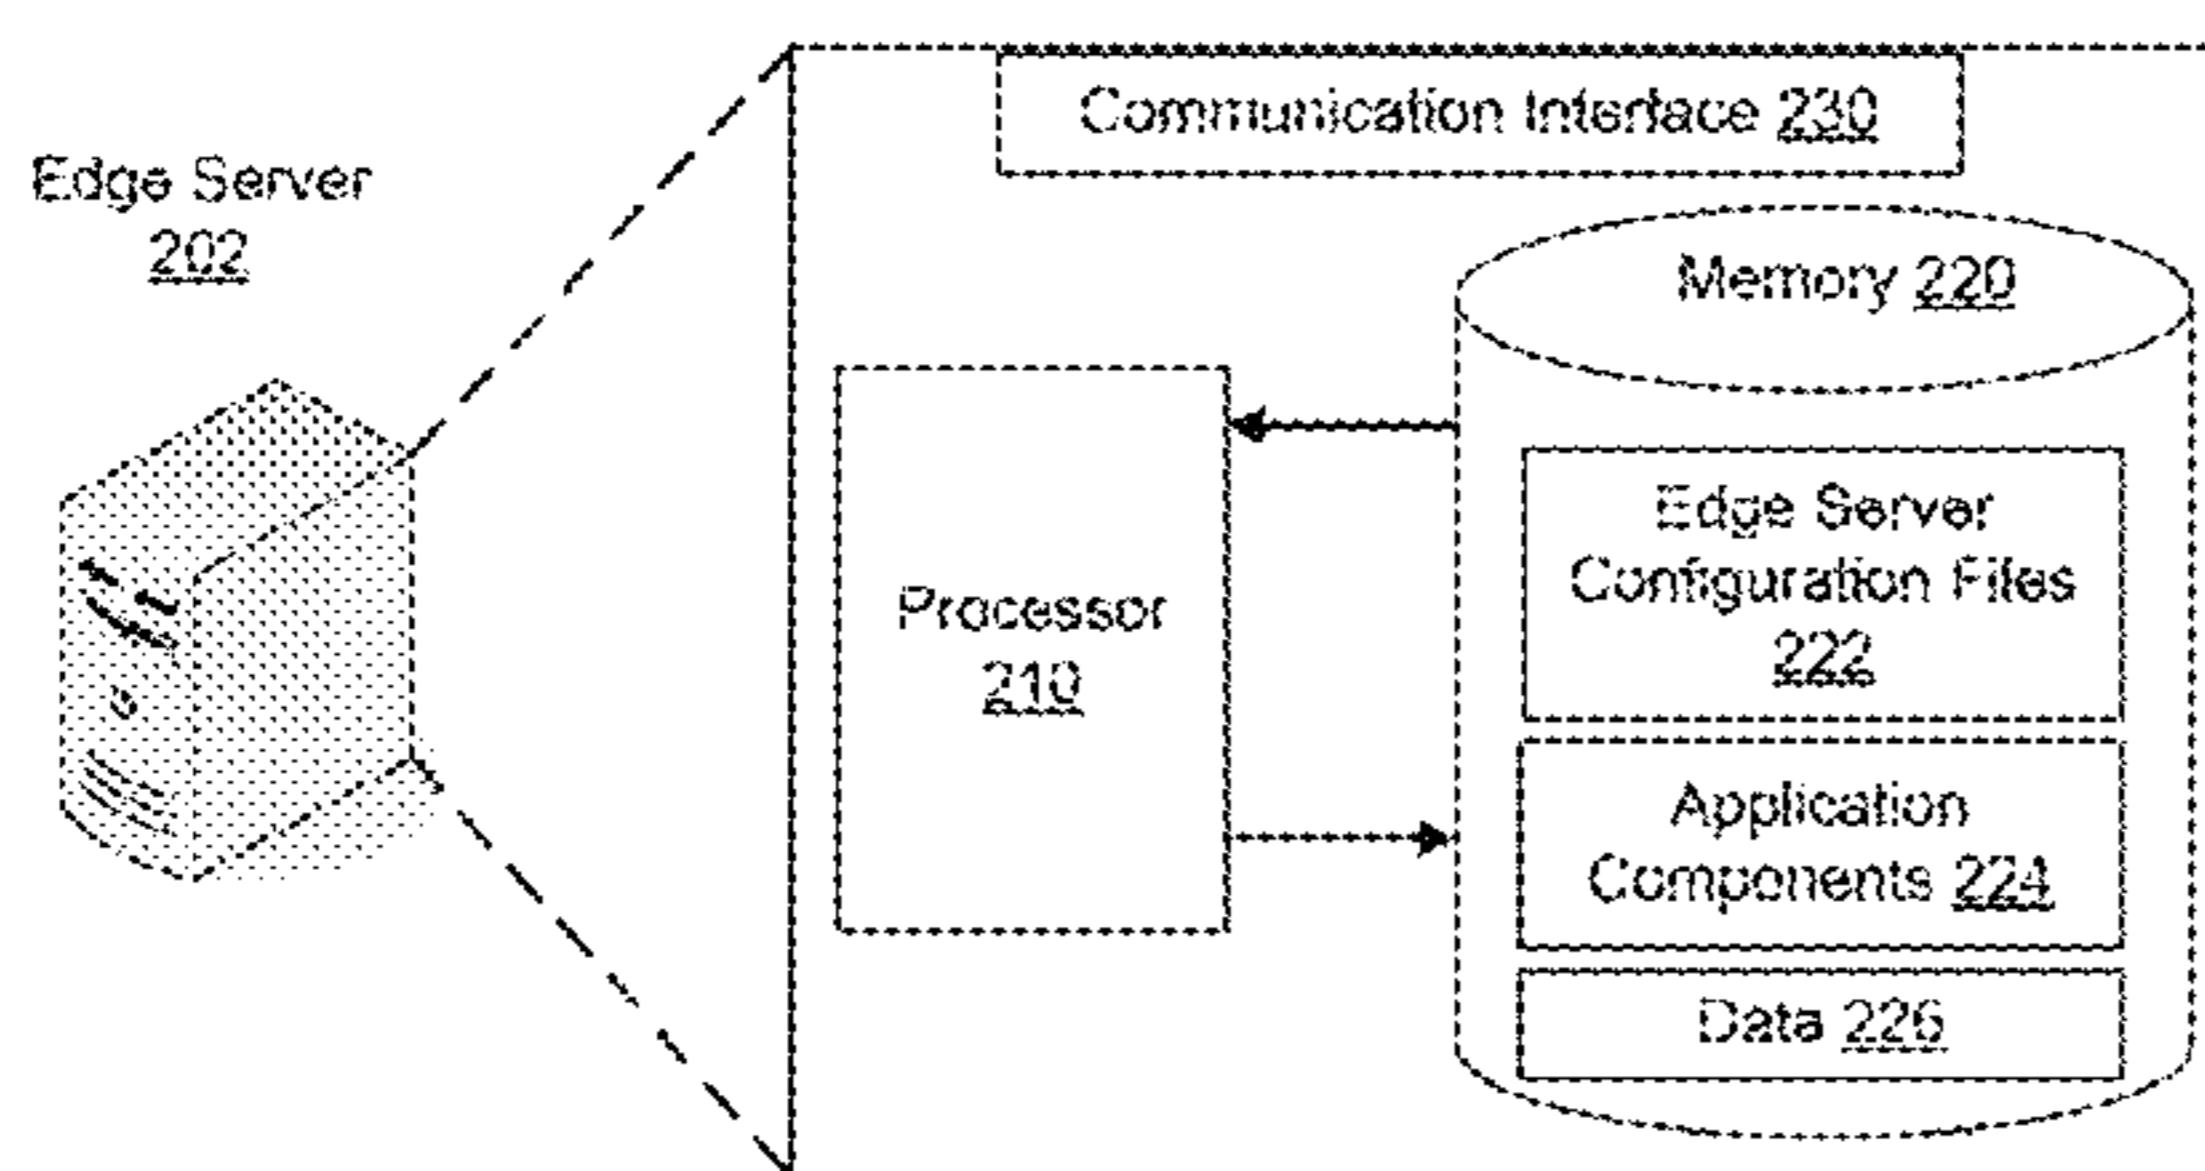 Communication Interface 230
Edge Server
202
Memory 220
Processor
210
Edge Server
Configuration Files
222
Application
Components 224
Data 226